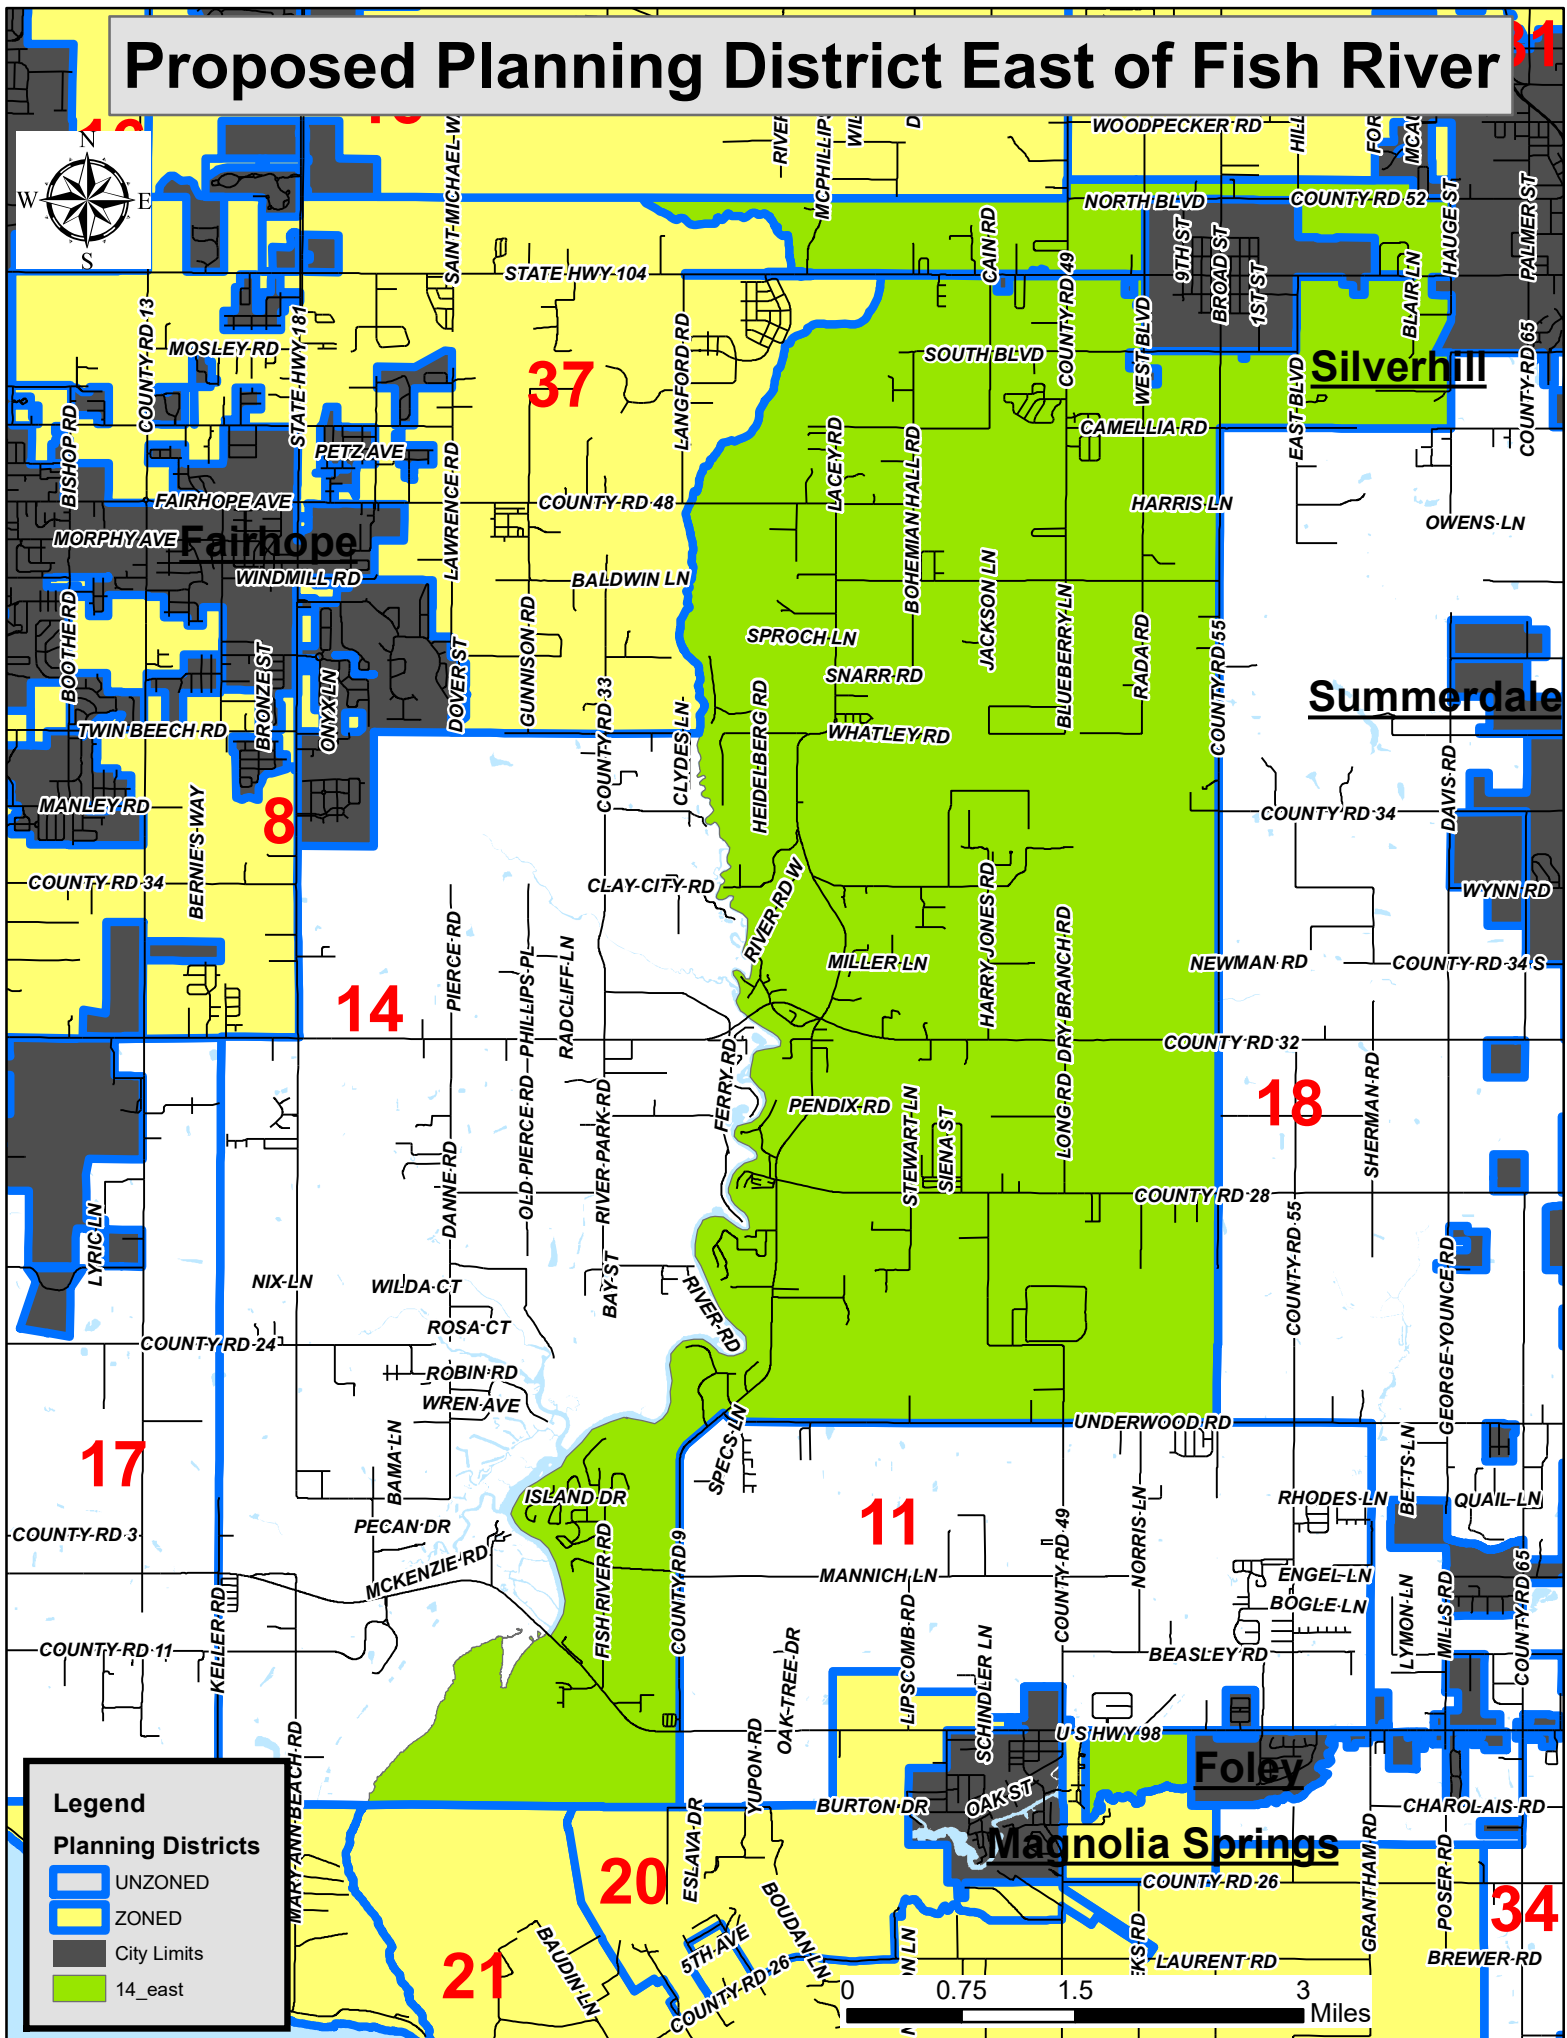 Proposed Planning District East of Fish River
31
N
W
E
S
WOODPECKER RD
NORTH BLVD
COUNTY RD 52
HAUGE ST
PALMER ST
CAIN RD
COUNTY RD 49
9TH ST
BROAD ST
1ST ST
BLAIR LN
STATE HWY 104
COUNTY RD 13
MOSLEY RD
STATE HWY 181
37
LANGFORD RD
SOUTH BLVD
WEST BLVD
EAST BLVD
Silverhill
COUNTY RD 65
BISHOP RD
PETZ AVE
LAWRENCE RD
LACEY RD
BOHEMIAN HALL RD
CAMELLIA RD
FAIRHOPE AVE
COUNTY RD 48
HARRIS LN
OWENS LN
MORPHY AVE
Fairhope
WINDMILL RD
BALDWIN LN
BOOTHE RD
BRONZE ST
ONYX LN
DOVER ST
GUNNISON RD
COUNTY RD 33
CLYDES LN
SPROCH LN
SNARR RD
JACKSON LN
BLUEBERRY LN
RADA RD
COUNTY RD 55
Summerdale
TWIN BEECH RD
HEIDELBERG RD
WHATLEY RD
DAVIS RD
MANLEY RD
BERNIE'S WAY
8
COUNTY RD 34
COUNTY RD 34
CLAY CITY RD
RIVER RD W
WYNN RD
PIERCE RD
OLD PIERCE RD PHILLIPS PL
RADCLIFF LN
MILLER LN
HARRY JONES RD
LONG RD DRY BRANCH RD
NEWMAN RD
COUNTY RD 34 S
14
FERRY RD
COUNTY RD 32
18
SHERMAN RD
PENDIX RD
STEWART LN
SIENA ST
DANNE RD
RIVER PARK RD
COUNTY RD 28
COUNTY RD 55
LYRIC LN
NIX LN
WILDA CT
BAY ST
RIVER RD
GEORGE YOUNCE RD
ROSA CT
COUNTY RD 24
ROBIN RD
WREN AVE
BAMA LN
SPECS LN
UNDERWOOD RD
17
ISLAND DR
11
RHODES LN
BETTS LN
QUAIL LN
COUNTY RD 3
PECAN DR
MCKENZIE RD
FISH RIVER RD
COUNTY RD 9
MANNICH LN
COUNTY RD 49
NORRIS LN
ENGEL LN
BOGLE LN
LYMON LN
MILLS RD
COUNTY RD 65
KELLER RD
COUNTY RD 11
BEASLEY RD
LIPSCOMB RD
SCHINDLER LN
OAK TREE DR
YUPON RD
U S HWY 98
MARY ANN BEACH RD
Foley
BURTON DR
OAK ST
CHAROLAIS RD
Magnolia Springs
ESLAVA DR
20
COUNTY RD 26
GRANTHAM RD
POSER RD
34
BOUDAN LN
21
BAUDIN LN
5TH AVE
COUNTY RD 26
LAURENT RD
BREWER RD
Legend
Planning Districts
UNZONED
ZONED
City Limits
14_east
0 0.75 1.5 3
Miles